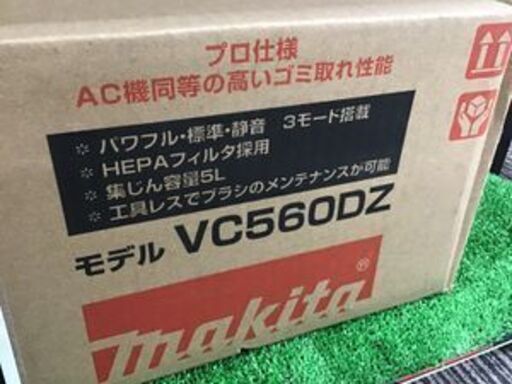 プロ仕様
AC機同等の高いゴミ取れ性能
※ パワフル・標準・静音 3モード搭載
※ HEPAフィルタ採用
※ 集じん容量5L
※ 工具レスでブラシのメンテナンスが可能
モデル VC560DZ
makita®